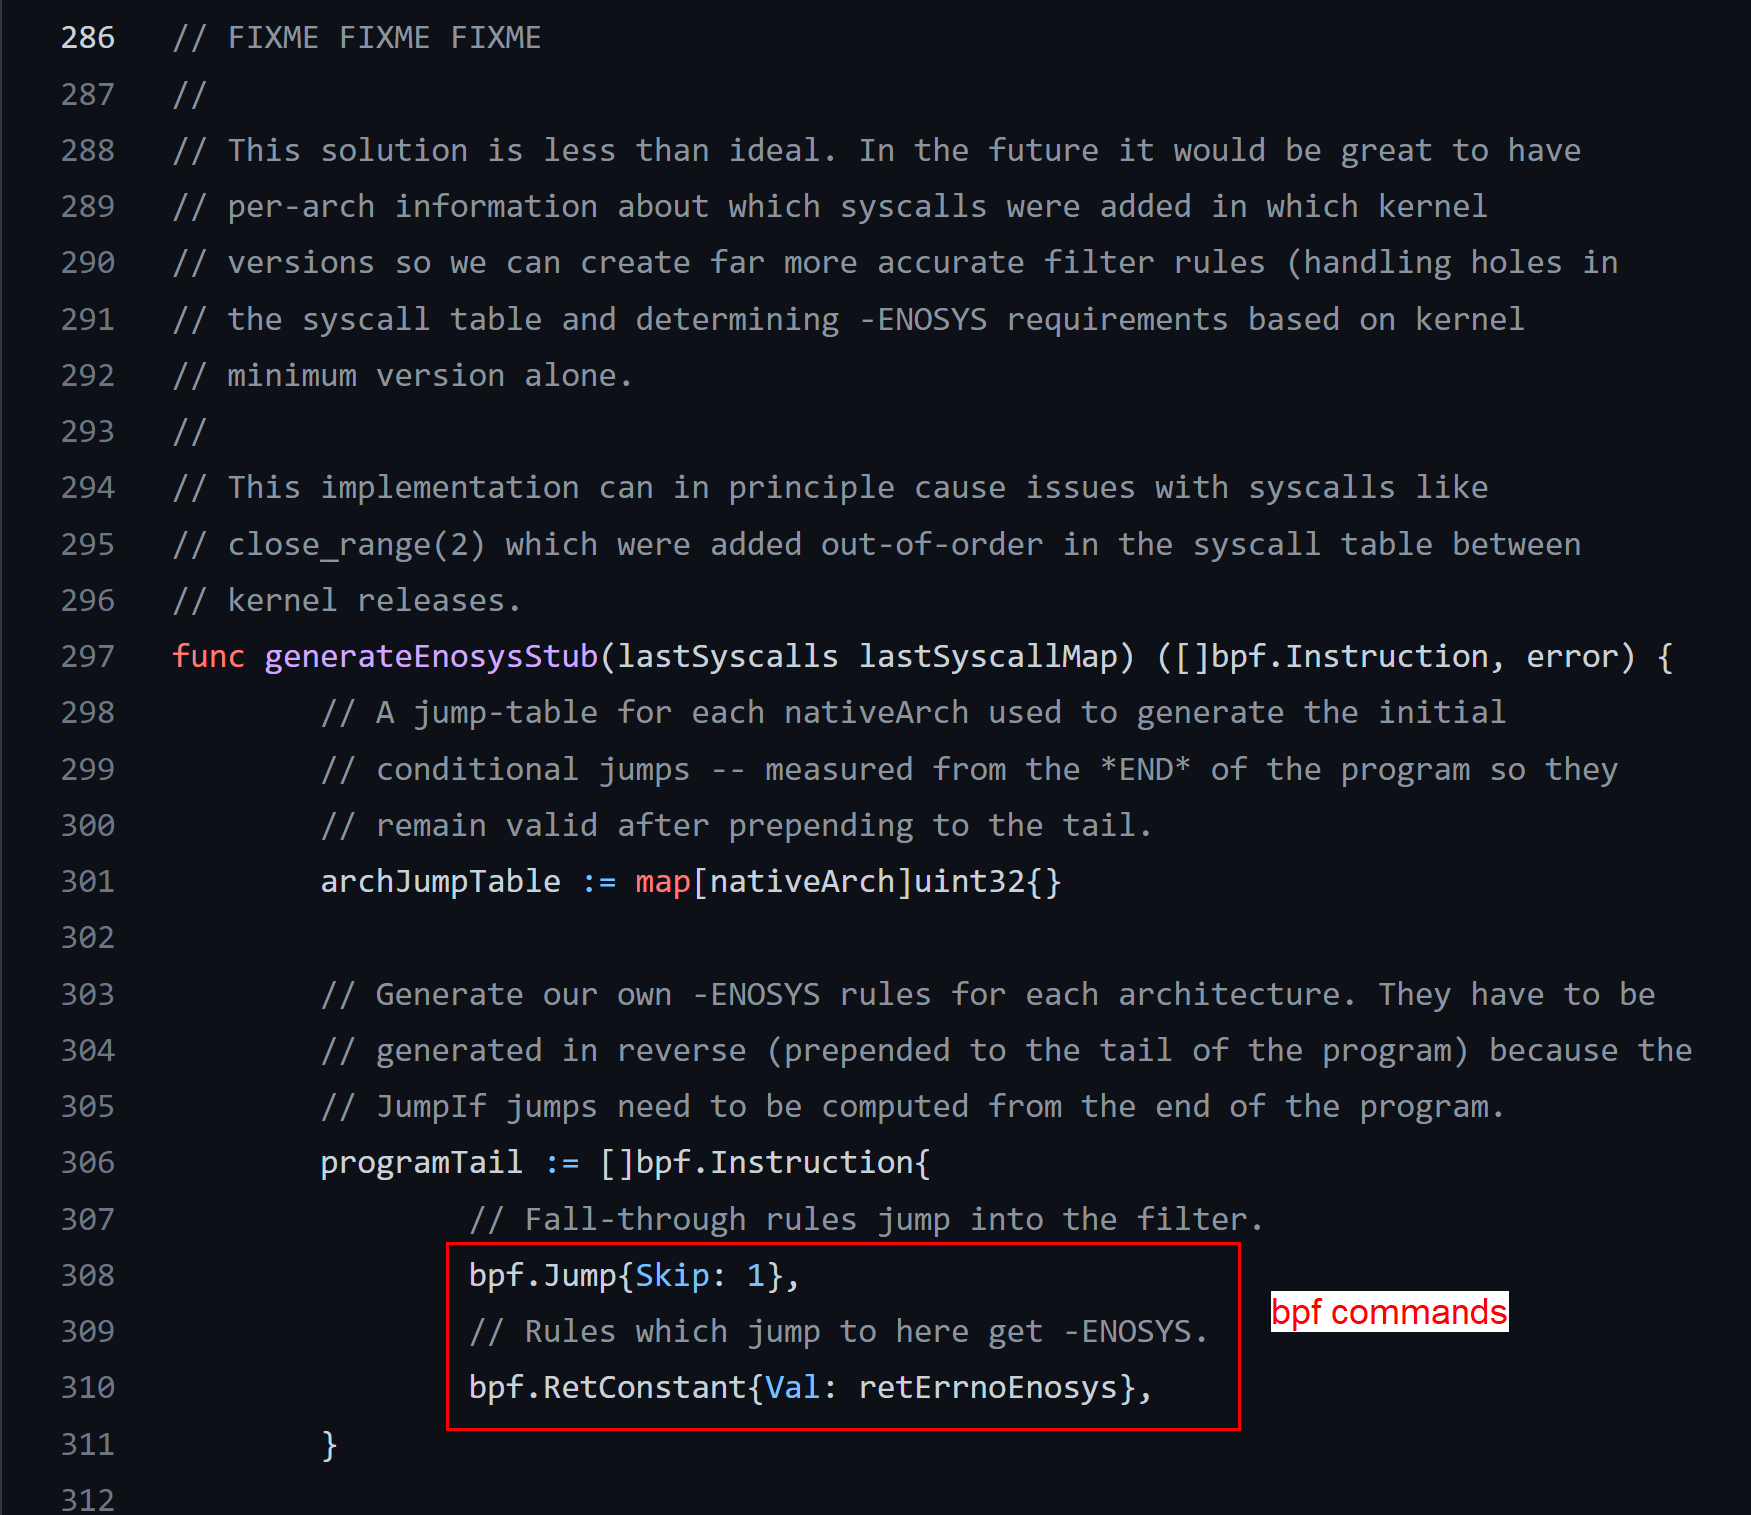 286 // FIXME FIXME FIXME
287 //
288 // This solution is less than ideal. In the future it would be great to have
289 // per-arch information about which syscalls were added in which kernel
290 // versions so we can create far more accurate filter rules (handling holes in
291 // the syscall table and determining -ENOSYS requirements based on kernel
292 // minimum version alone.
293 //
294 // This implementation can in principle cause issues with syscalls like
295 // close_range(2) which were added out-of-order in the syscall table between
296 // kernel releases.
297 func generateEnosysStub(lastSyscalls lastSyscallMap) ([]bpf.Instruction, error) {
298 // A jump-table for each nativeArch used to generate the initial
299 // conditional jumps -- measured from the *END* of the program so they
300 // remain valid after prepending to the tail.
301 archJumpTable := map[nativeArch]uint32{}
302
303 // Generate our own -ENOSYS rules for each architecture. They have to be
304 // generated in reverse (prepended to the tail of the program) because the
305 // JumpIf jumps need to be computed from the end of the program.
306 programTail := []bpf.Instruction{
307 // Fall-through rules jump into the filter.
308 bpf.Jump{Skip: 1},
309 // Rules which jump to here get -ENOSYS.
bpf commands
310 bpf.RetConstant{Val: retErrnoEnosys},
311 }
312